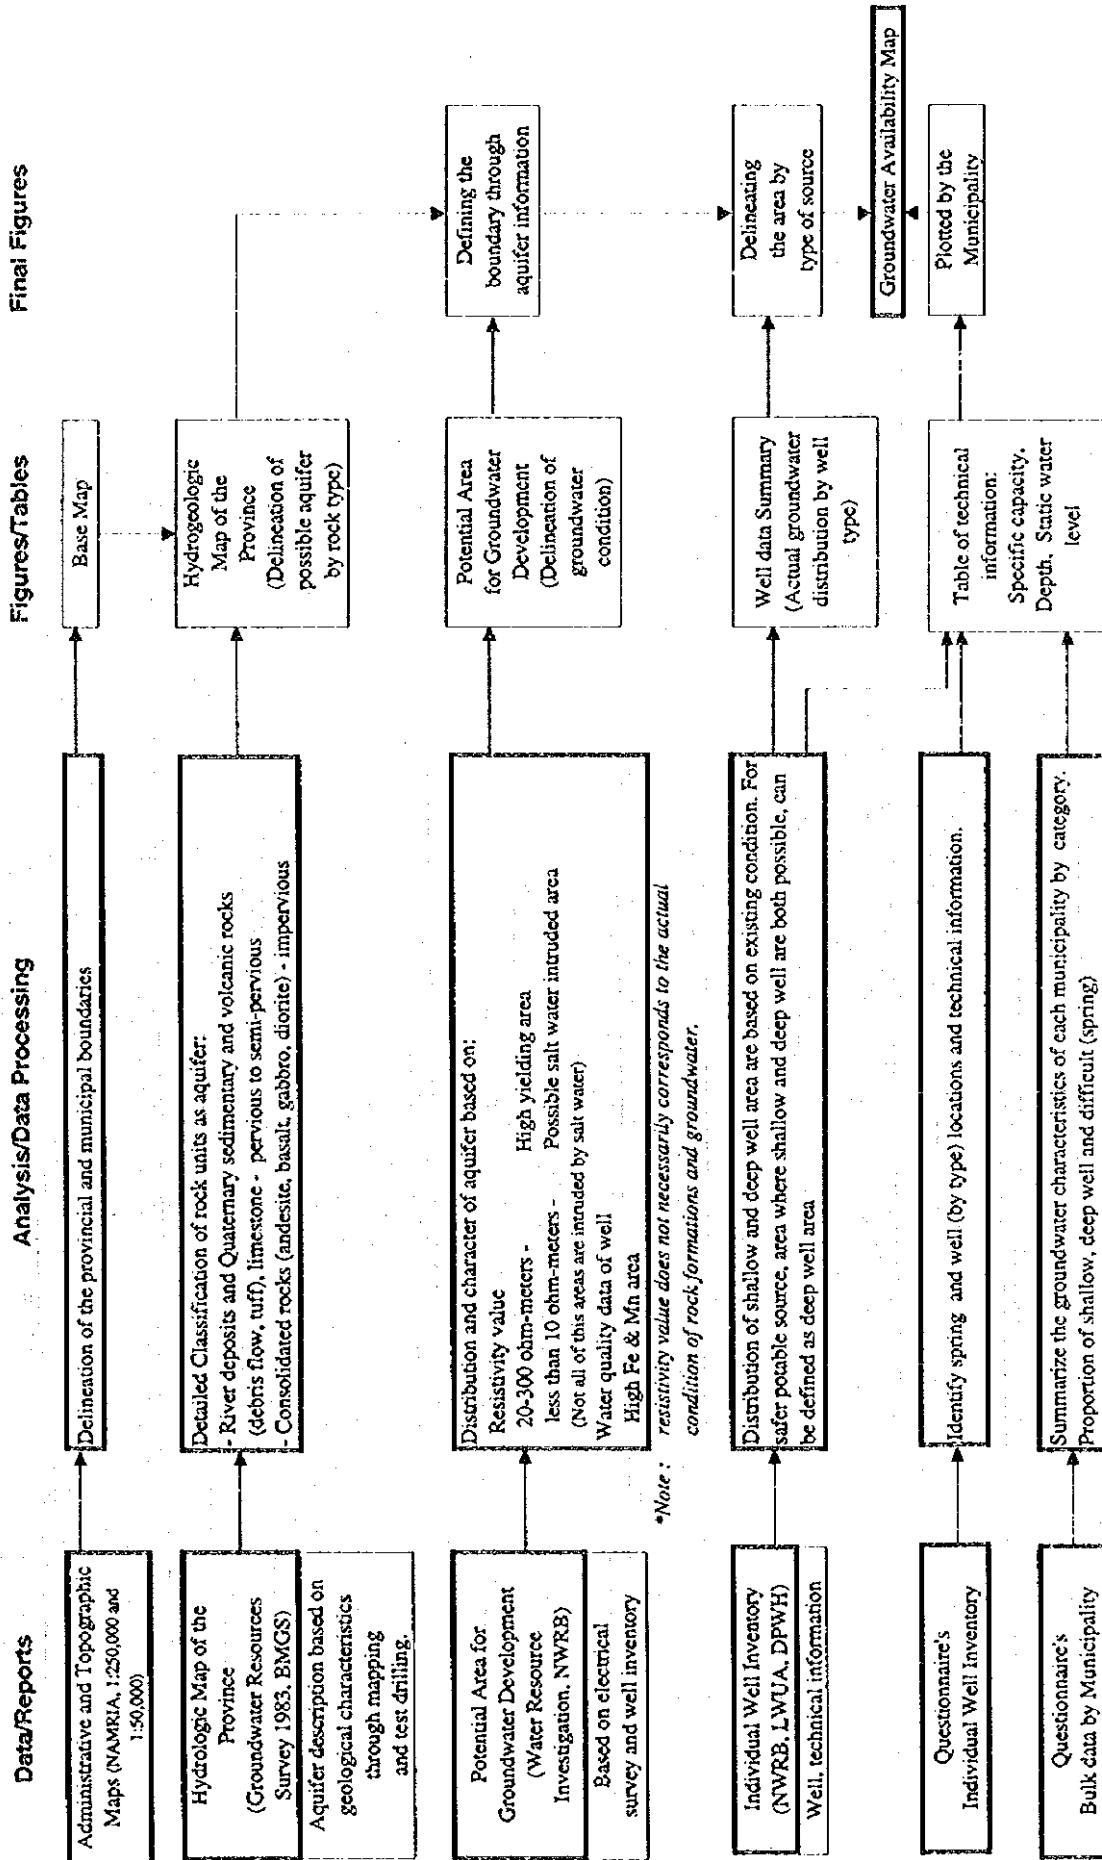 Data/Reports
Analysis/Data Processing
Figures/Tables
Final Figures
Administrative and Topographic
Maps (NAMRIA, 1:250,000 and
1:50,000)
Delineation of the provincial and municipal boundaries
Base Map
Hydrologic Map of the
Province
(Groundwater Resources
Survey 1983, BMGS)
Aquifer description based on
geological characteristics
through mapping
and test drilling.
Detailed Classification of rock units as aquifer:
- River deposits and Quaternary sedimentary and volcanic rocks
(debris flow, tuff), limestone - pervious to semi-pervious
- Consolidated rocks (andesite, basalt, gabbro, diorite) - impervious
Hydrogeologic
Map of the
Province
(Delineation of
possible aquifer
by rock type)
Potential Area for
Groundwater Development
(Water Resource
Investigation, NWRB)
Based on electrical
survey and well inventory
Distribution and character of aquifer based on:
Resistivity value
20-300 ohm-meters - High yielding area
less than 10 ohm-meters - Possible salt water intruded area
(Not all of this areas are intruded by salt water)
Water quality data of well
High Fe & Mn area
*Note : resistivity value does not necessarily corresponds to the actual
condition of rock formations and groundwater.
Potential Area
for Groundwater
Development
(Delineation of
groundwater
condition)
Defining the
boundary through
aquifer information
Individual Well Inventory
(NWRB, LWUA, DPWH)
Well, technical information
Distribution of shallow and deep well area are based on existing condition. For
safer potable source, area where shallow and deep well are both possible, can
be defined as deep well area
Well data Summary
(Actual groundwater
distribution by well
type)
Delineating
the area by
type of source
Groundwater Availability Map
Questionnaire's
Individual Well Inventory
Identify spring and well (by type) locations and technical information.
Table of technical
information:
Specific capacity,
Depth, Static water
level
Plotted by the
Municipality
Questionnaire's
Bulk data by Municipality
Summarize the groundwater characteristics of each municipality by category.
Proportion of shallow, deep well and difficult (spring)